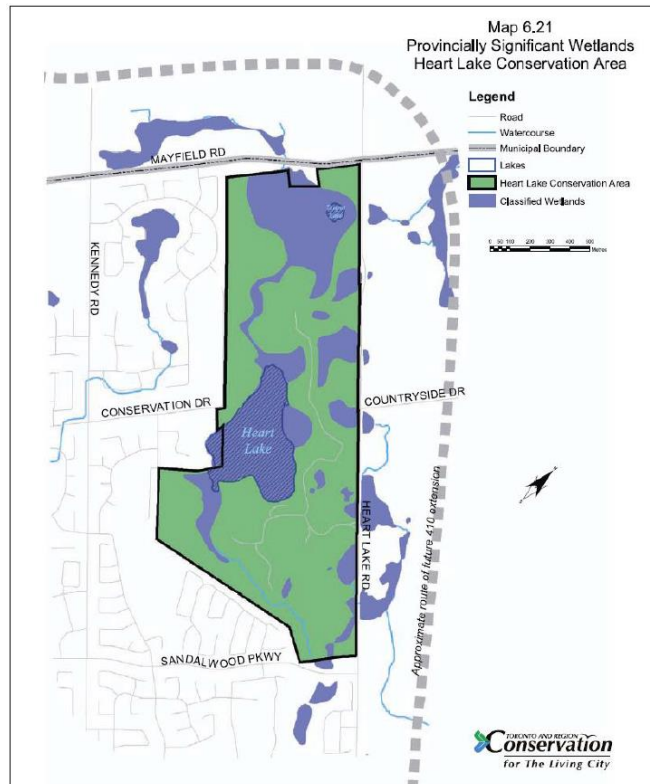 Map 6.21
Provincially Significant Wetlands
Heart Lake Conservation Area
Legend
Road
Watercourse
Municipal Boundary
Lakes
Heart Lake Conservation Area
Classified Wetlands
Metres
MAYFIELD RD
KENNEDY RD
CONSERVATION DR
COUNTRYSIDE DR
Heart
Lake
HEART LAKE RD
SANDALWOOD PKWY
Approximate route of future 410 extension
TORONTO AND REGION
Conservation
for The Living City